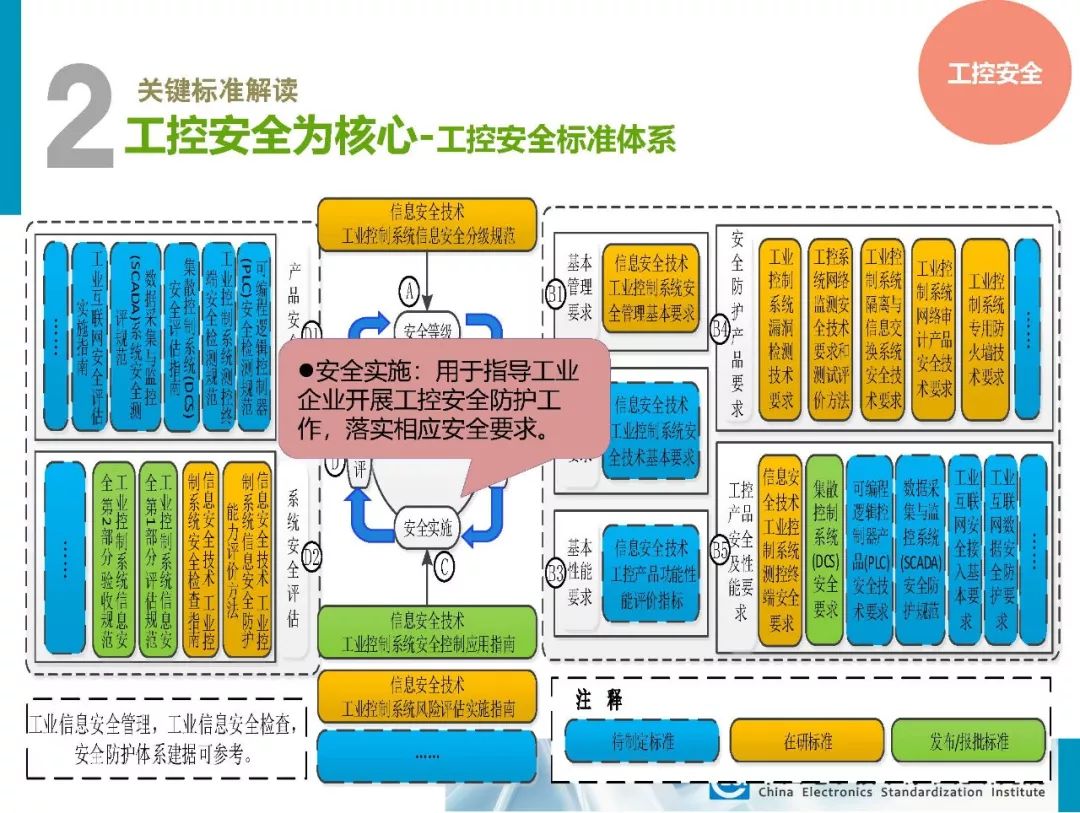 工控安全
2
关键标准解读
工控安全为核心-工控安全标准体系
信息安全技术
工业控制系统信息安全分级规范
A
安全等级
●安全实施：用于指导工业
企业开展工控安全防护工
作，落实相应安全要求。
D
评
安全实施
C
信息安全技术
工业控制系统安全控制应用指南
信息安全技术
工业控制系统风险评估实施指南
……
……
工业互联网安全评估
实施指南
数据采集与监控
(SCADA)系统安全测
评规范
集散控制系统(DCS)
安全评估指南
工业控制系统测控终
端安全检测规范
可编程逻辑控制器
(PLC)安全检测规范
产品安
D1
……
工业控制系统信息安
全 第2部分 验收规范
工业控制系统信息安
全 第1部分 评估规范
信息安全技术 工业控
制系统安全检查指南
信息安全技术 工业控
制系统信息安全防护
能力评价方法
系统安全评估
D2
基本
管理
要求
B1
信息安全技术
工业控制系统安
全管理基本要求
要求
信息安全技术
工业控制系统安
全技术基本要求
基本
性能
要求
B3
信息安全技术
工控产品功能性
能评价指标
安全防护产品要求
B4
工业
控制
系统
漏洞
检测
技术
要求
工控系
统网络
监测安
全技术
要求和
测试评
价方法
工业控
制系统
隔离与
信息交
换系统
安全技
术要求
工业控
制系统
网络审
计产品
安全技
术要求
工业控
制系统
专用防
火墙技
术要求
……
工控
产品
安全
及性
能要
求
B5
信息安
全技术
工业控
制系统
测控终
端安全
要求
集散
控制
系统
(DCS)
安全
要求
可编程
逻辑控
制器产
品(PLC)
安全技
术要求
数据采
集与监
控系统
(SCADA)
安全防
护规范
工业
互联
网安
全接
入基
本要
求
工业
互联
网数
据安
全防
护要
求
……
工业信息安全管理，工业信息安全检查，
安全防护体系建据可参考。
注 释
待制定标准
在研标准
发布/报批标准
China Electronics Standardization Institute